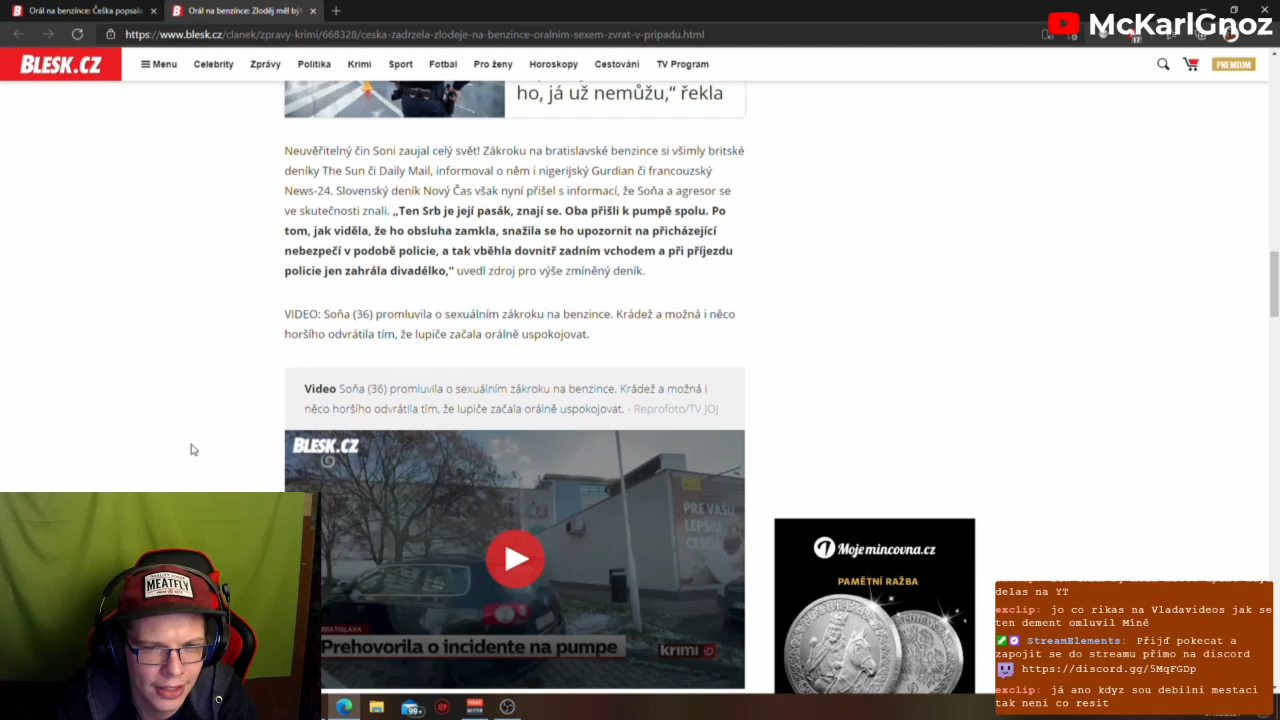 Orál na benzínce: Češka popsala
Orál na benzínce: Zloděj měl být
McKarlGnoz
https://www.blesk.cz/clanek/zpravy-krimi/668328/ceska-zadrzela-zlodeje-na-benzince-oralnim-sexem-zvrat-v-pripadu.html
17
BLESK.CZ
Menu Celebrity Zprávy Politika Krimi Sport Fotbal Pro ženy Horoskopy Cestování TV Program
PREMIUM
ho, já už nemůžu,“ řekla
Neuvěřitelný čin Soni zaujal celý svět! Zákroku na bratislavské benzince si všimly britské
deníky The Sun či Daily Mail, informoval o něm i nigerijský Gurdian či francouzský
News-24. Slovenský deník Nový Čas však nyní přišel s informací, že Soňa a agresor se
ve skutečnosti znali. „Ten Srb je její pasák, znají se. Oba přišli k pumpě spolu. Po
tom, jak viděla, že ho obsluha zamkla, snažila se ho upozornit na přicházející
nebezpečí v podobě policie, a tak vběhla dovnitř zadním vchodem a při příjezdu
policie jen zahrála divadélko,“ uvedl zdroj pro výše zmíněný deník.
VIDEO: Soňa (36) promluvila o sexuálním zákroku na benzince. Krádež a možná i něco
horšího odvrátila tím, že lupiče začala orálně uspokojovat.
Video Soňa (36) promluvila o sexuálním zákroku na benzince. Krádež a možná i
něco horšího odvrátila tím, že lupiče začala orálně uspokojovat. - Reprofoto/TV JOJ
BLESK.CZ
PRE VAŠU
LEPŠIU
CESTU
BRATISLAVA
Prehovorila o incidente na pumpe
krimi
Mojemincovna.cz
PAMĚTNÍ RAŽBA
MEATFLY
99+
delas na YT
exclip: jo co rikas na Vladavideos jak se
ten dement omluvil Míně
StreamElements: Přijď pokecat a
zapojit se do streamu přímo na discord
https://discord.gg/5MqFGDp
exclip: já ano kdyz sou debilni mestaci
tak neni co resit